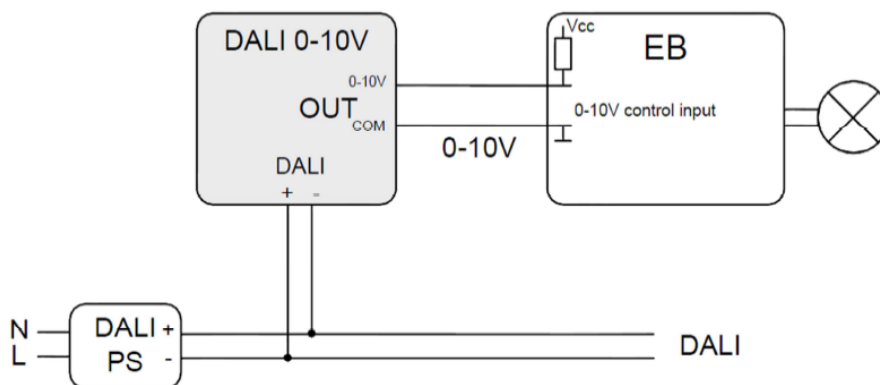 DALI 0-10V
0-10V
OUT
COM
DALI
+ -
Vcc
EB
0-10V control input
0-10V
N
L
DALI +
PS -
DALI